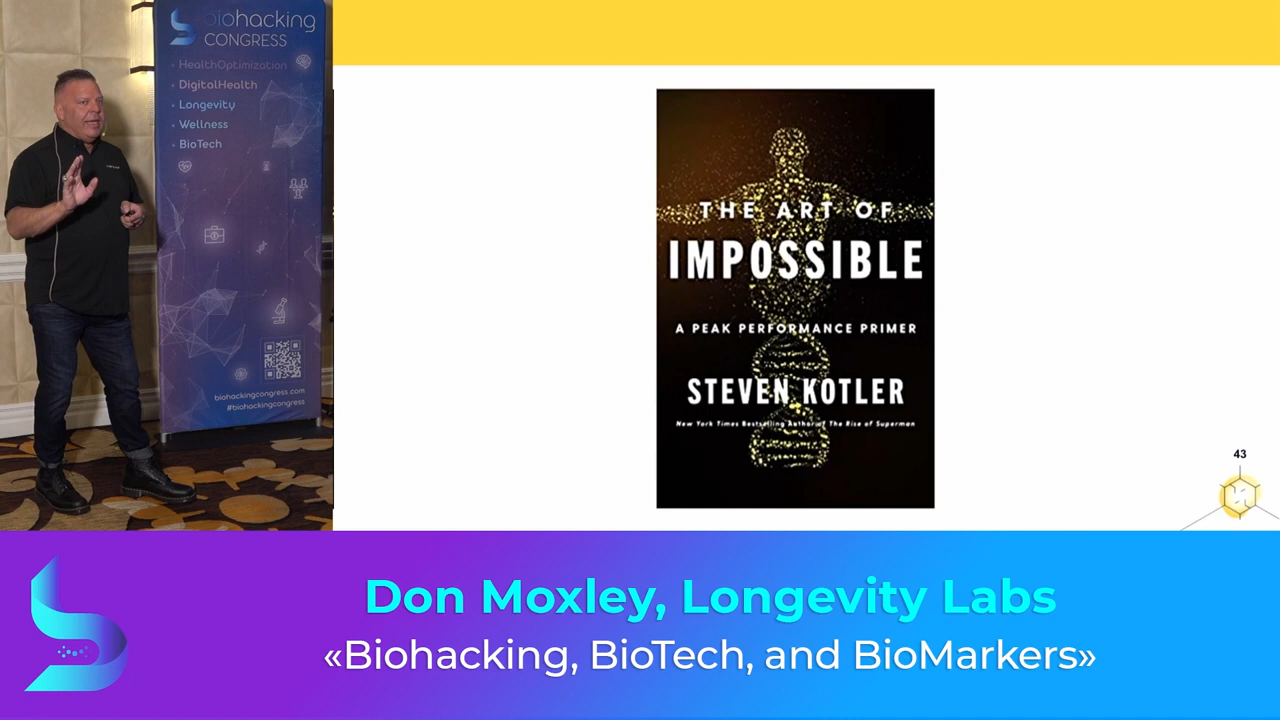 biohacking
CONGRESS
HealthOptimization
DigitalHealth
Longevity
Wellness
BioTech
biohackingcongress.com
#biohackingcongress
THE ART OF
IMPOSSIBLE
A PEAK PERFORMANCE PRIMER
STEVEN KOTLER
New York Times Bestselling Author of The Rise of Superman
43
Don Moxley, Longevity Labs
«Biohacking, BioTech, and BioMarkers»